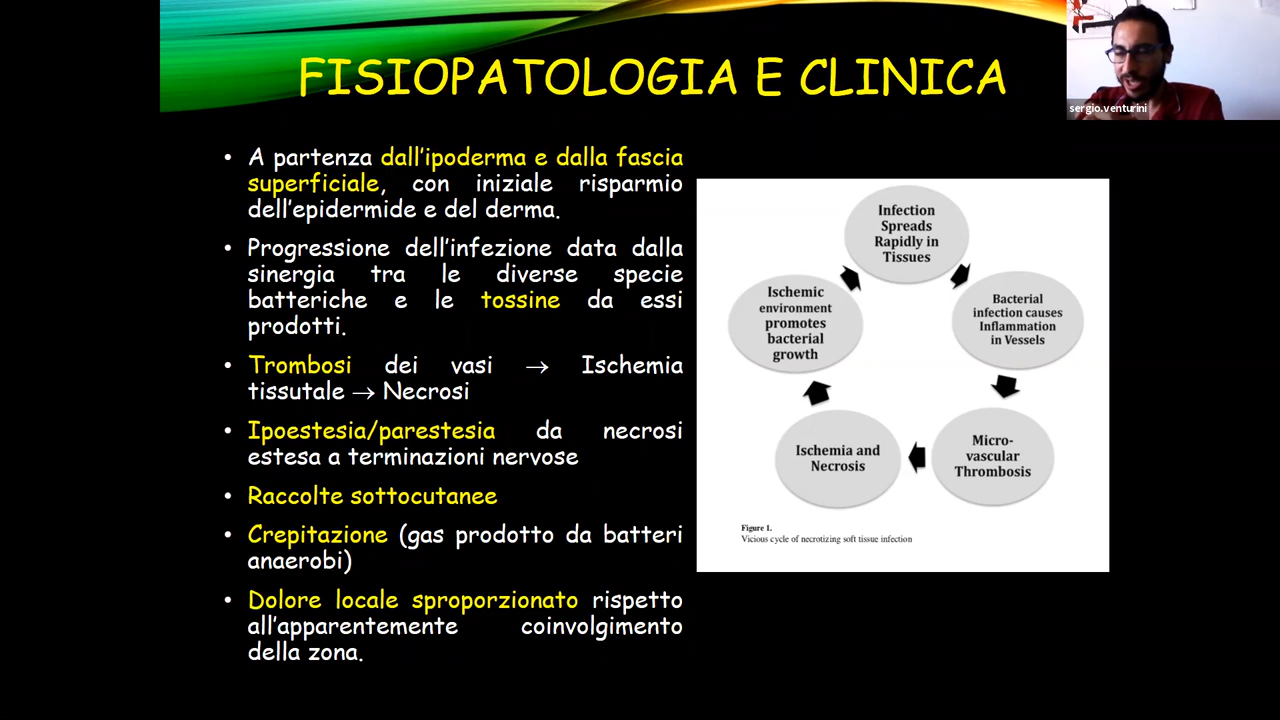 FISIOPATOLOGIA E CLINICA
sergio.venturini
• A partenza dall'ipoderma e dalla fascia
superficiale, con iniziale risparmio
dell'epidermide e del derma.
• Progressione dell'infezione data dalla
sinergia tra le diverse specie
batteriche e le tossine da essi
prodotti.
• Trombosi dei vasi → Ischemia
tissutale → Necrosi
• Ipoestesia/parestesia da necrosi
estesa a terminazioni nervose
• Raccolte sottocutanee
• Crepitazione (gas prodotto da batteri
anaerobi)
• Dolore locale sproporzionato rispetto
all'apparentemente coinvolgimento
della zona.
Infection
Spreads
Rapidly in
Tissues
Bacterial
infection causes
Inflammation
in Vessels
Micro-
vascular
Thrombosis
Ischemia and
Necrosis
Ischemic
environment
promotes
bacterial
growth
Figure 1.
Vicious cycle of necrotizing soft tissue infection